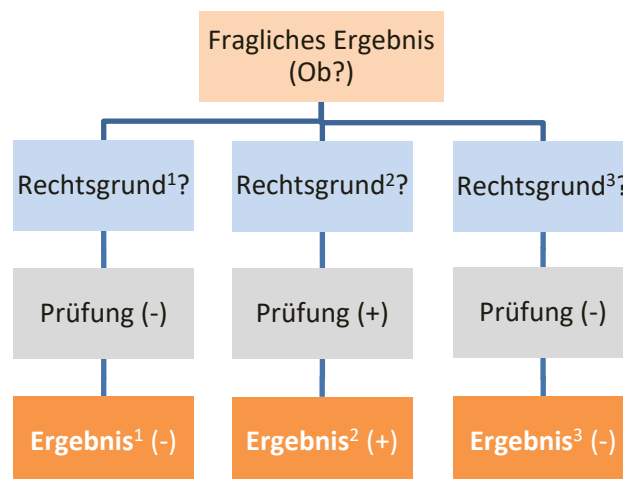 Fragliches Ergebnis
(Ob?)
Rechtsgrund¹?
Rechtsgrund²?
Rechtsgrund³?
Prüfung (-)
Prüfung (+)
Prüfung (-)
Ergebnis¹ (-)
Ergebnis² (+)
Ergebnis³ (-)